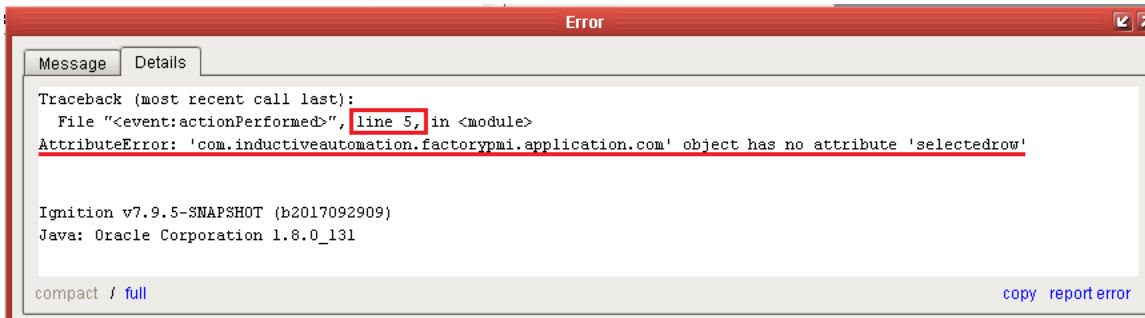 Error
Message Details
Traceback (most recent call last):
File "<event:actionPerformed>", line 5, in <module>
AttributeError: 'com.inductiveautomation.factorypmi.application.com' object has no attribute 'selectedrow'
Ignition v7.9.5-SNAPSHOT (b2017092909)
Java: Oracle Corporation 1.8.0_131
compact / full
copy report error